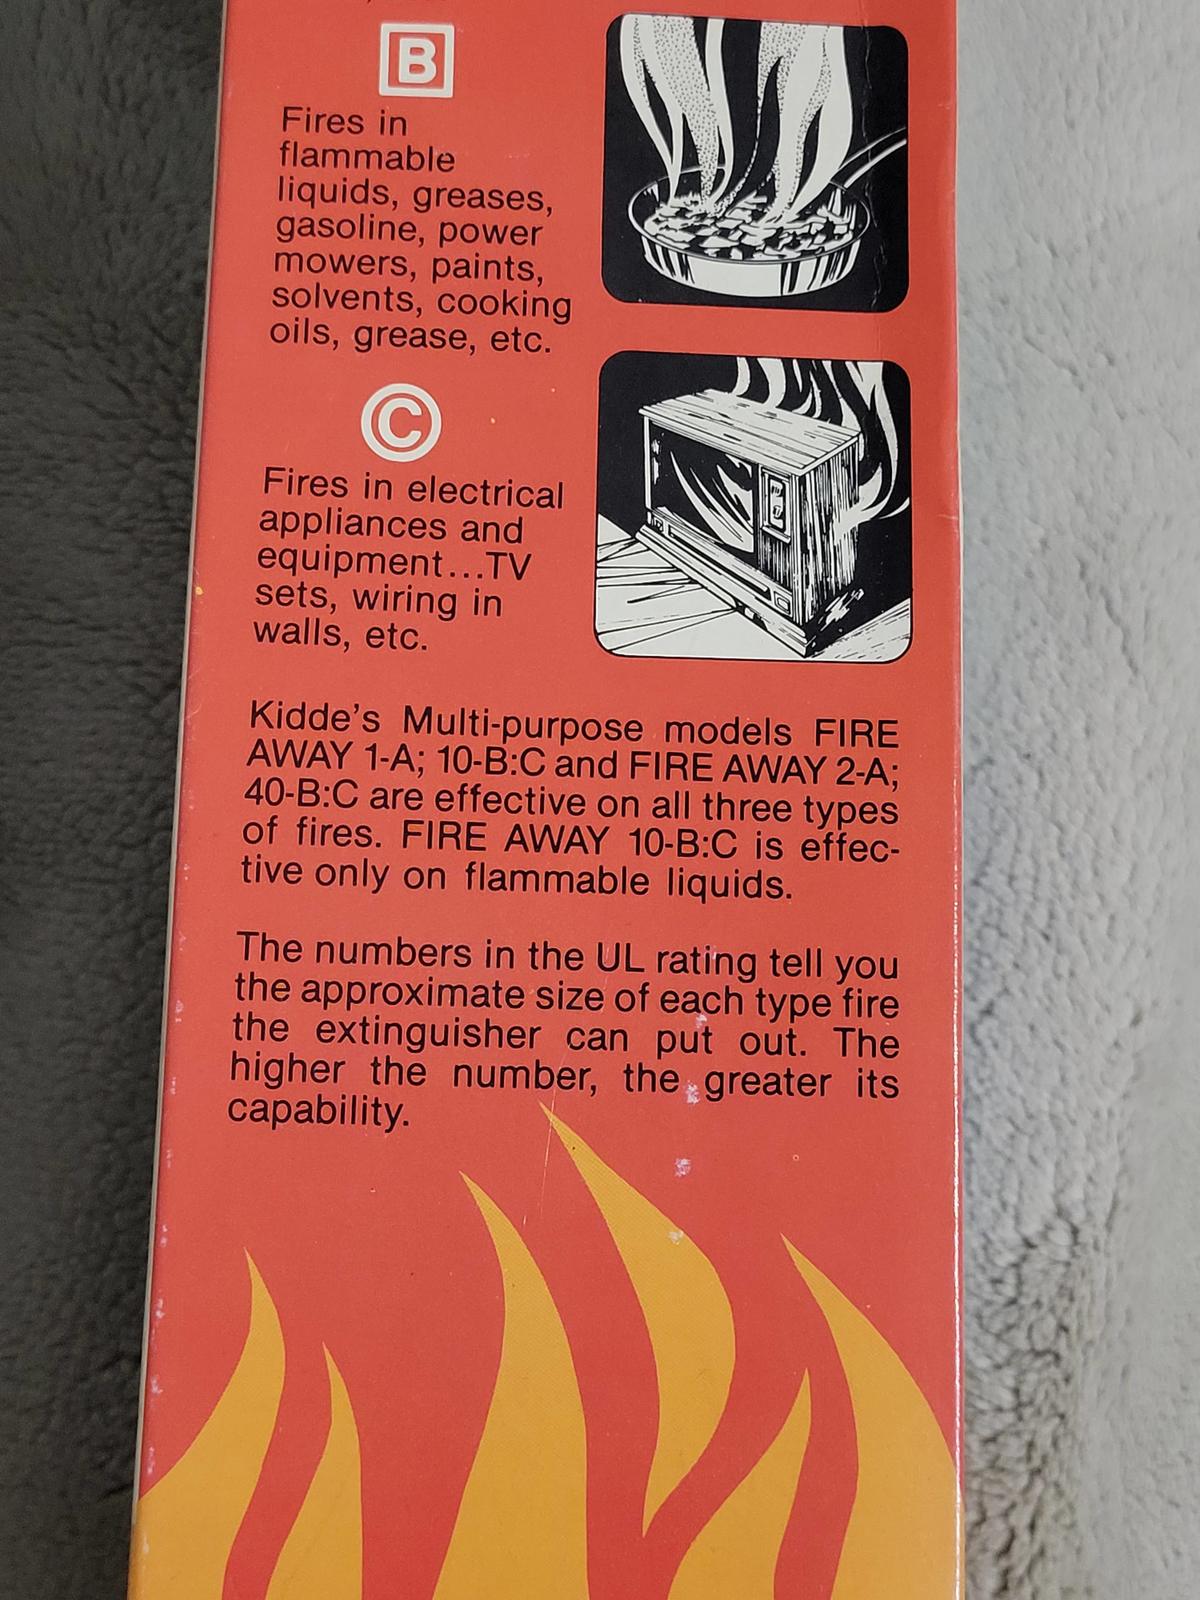 B
Fires in
flammable
liquids, greases,
gasoline, power
mowers, paints,
solvents, cooking
oils, grease, etc.
C
Fires in electrical
appliances and
equipment...TV
sets, wiring in
walls, etc.
Kidde's Multi-purpose models FIRE
AWAY 1-A; 10-B:C and FIRE AWAY 2-A;
40-B:C are effective on all three types
of fires. FIRE AWAY 10-B:C is effec-
tive only on flammable liquids.
The numbers in the UL rating tell you
the approximate size of each type fire
the extinguisher can put out. The
higher the number, the greater its
capability.